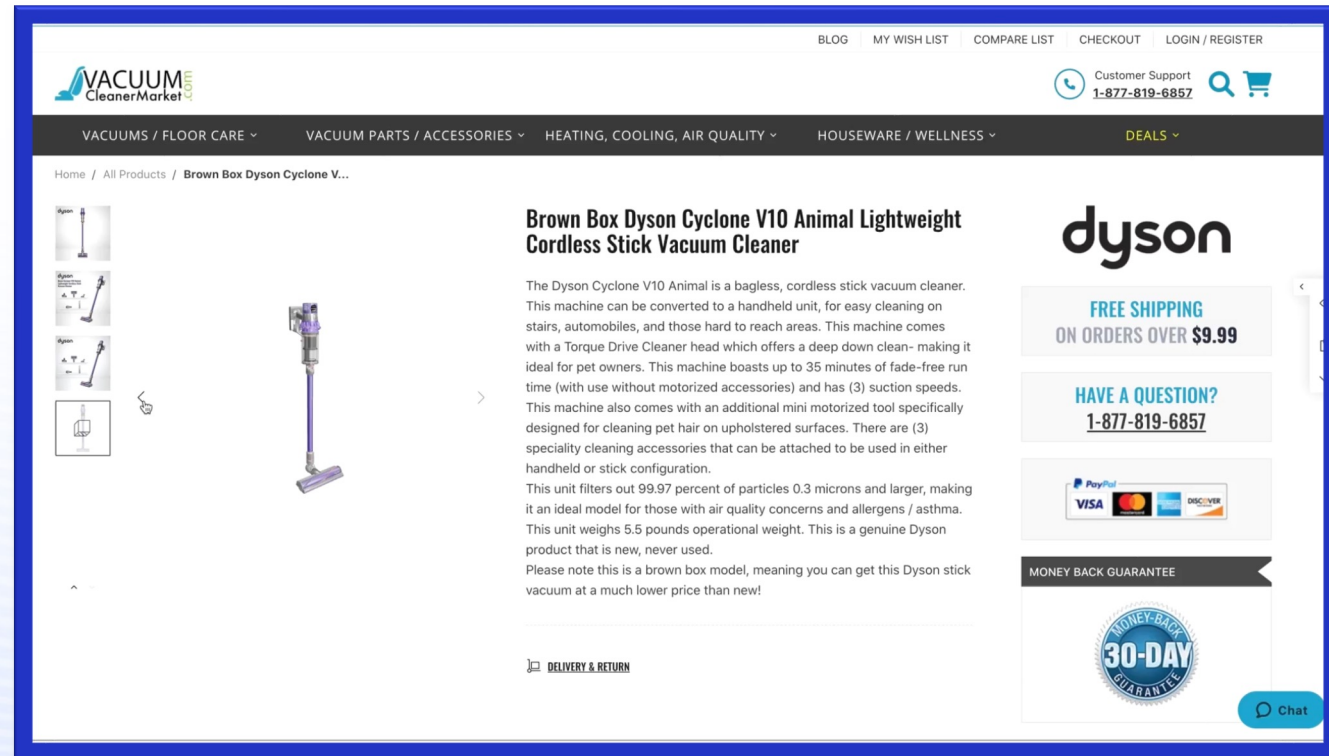 BLOG
MY WISH LIST
COMPARE LIST
CHECKOUT
LOGIN / REGISTER
VACUUM
CleanerMarket
.com
Customer Support
1-877-819-6857
VACUUMS / FLOOR CARE
VACUUM PARTS / ACCESSORIES
HEATING, COOLING, AIR QUALITY
HOUSEWARE / WELLNESS
DEALS
Home / All Products / Brown Box Dyson Cyclone V...
dyson
dyson
dyson
Brown Box Dyson Cyclone V10 Animal Lightweight
Cordless Stick Vacuum Cleaner
The Dyson Cyclone V10 Animal is a bagless, cordless stick vacuum cleaner.
This machine can be converted to a handheld unit, for easy cleaning on
stairs, automobiles, and those hard to reach areas. This machine comes
with a Torque Drive Cleaner head which offers a deep down clean- making it
ideal for pet owners. This machine boasts up to 35 minutes of fade-free run
time (with use without motorized accessories) and has (3) suction speeds.
This machine also comes with an additional mini motorized tool specifically
designed for cleaning pet hair on upholstered surfaces. There are (3)
speciality cleaning accessories that can be attached to be used in either
handheld or stick configuration.
This unit filters out 99.97 percent of particles 0.3 microns and larger, making
it an ideal model for those with air quality concerns and allergens / asthma.
This unit weighs 5.5 pounds operational weight. This is a genuine Dyson
product that is new, never used.
Please note this is a brown box model, meaning you can get this Dyson stick
vacuum at a much lower price than new!
DELIVERY & RETURN
dyson
FREE SHIPPING
ON ORDERS OVER $9.99
HAVE A QUESTION?
1-877-819-6857
PayPal
VISA
mastercard
DISCOVER
MONEY BACK GUARANTEE
MONEY-BACK
30-DAY
GUARANTEE
Chat